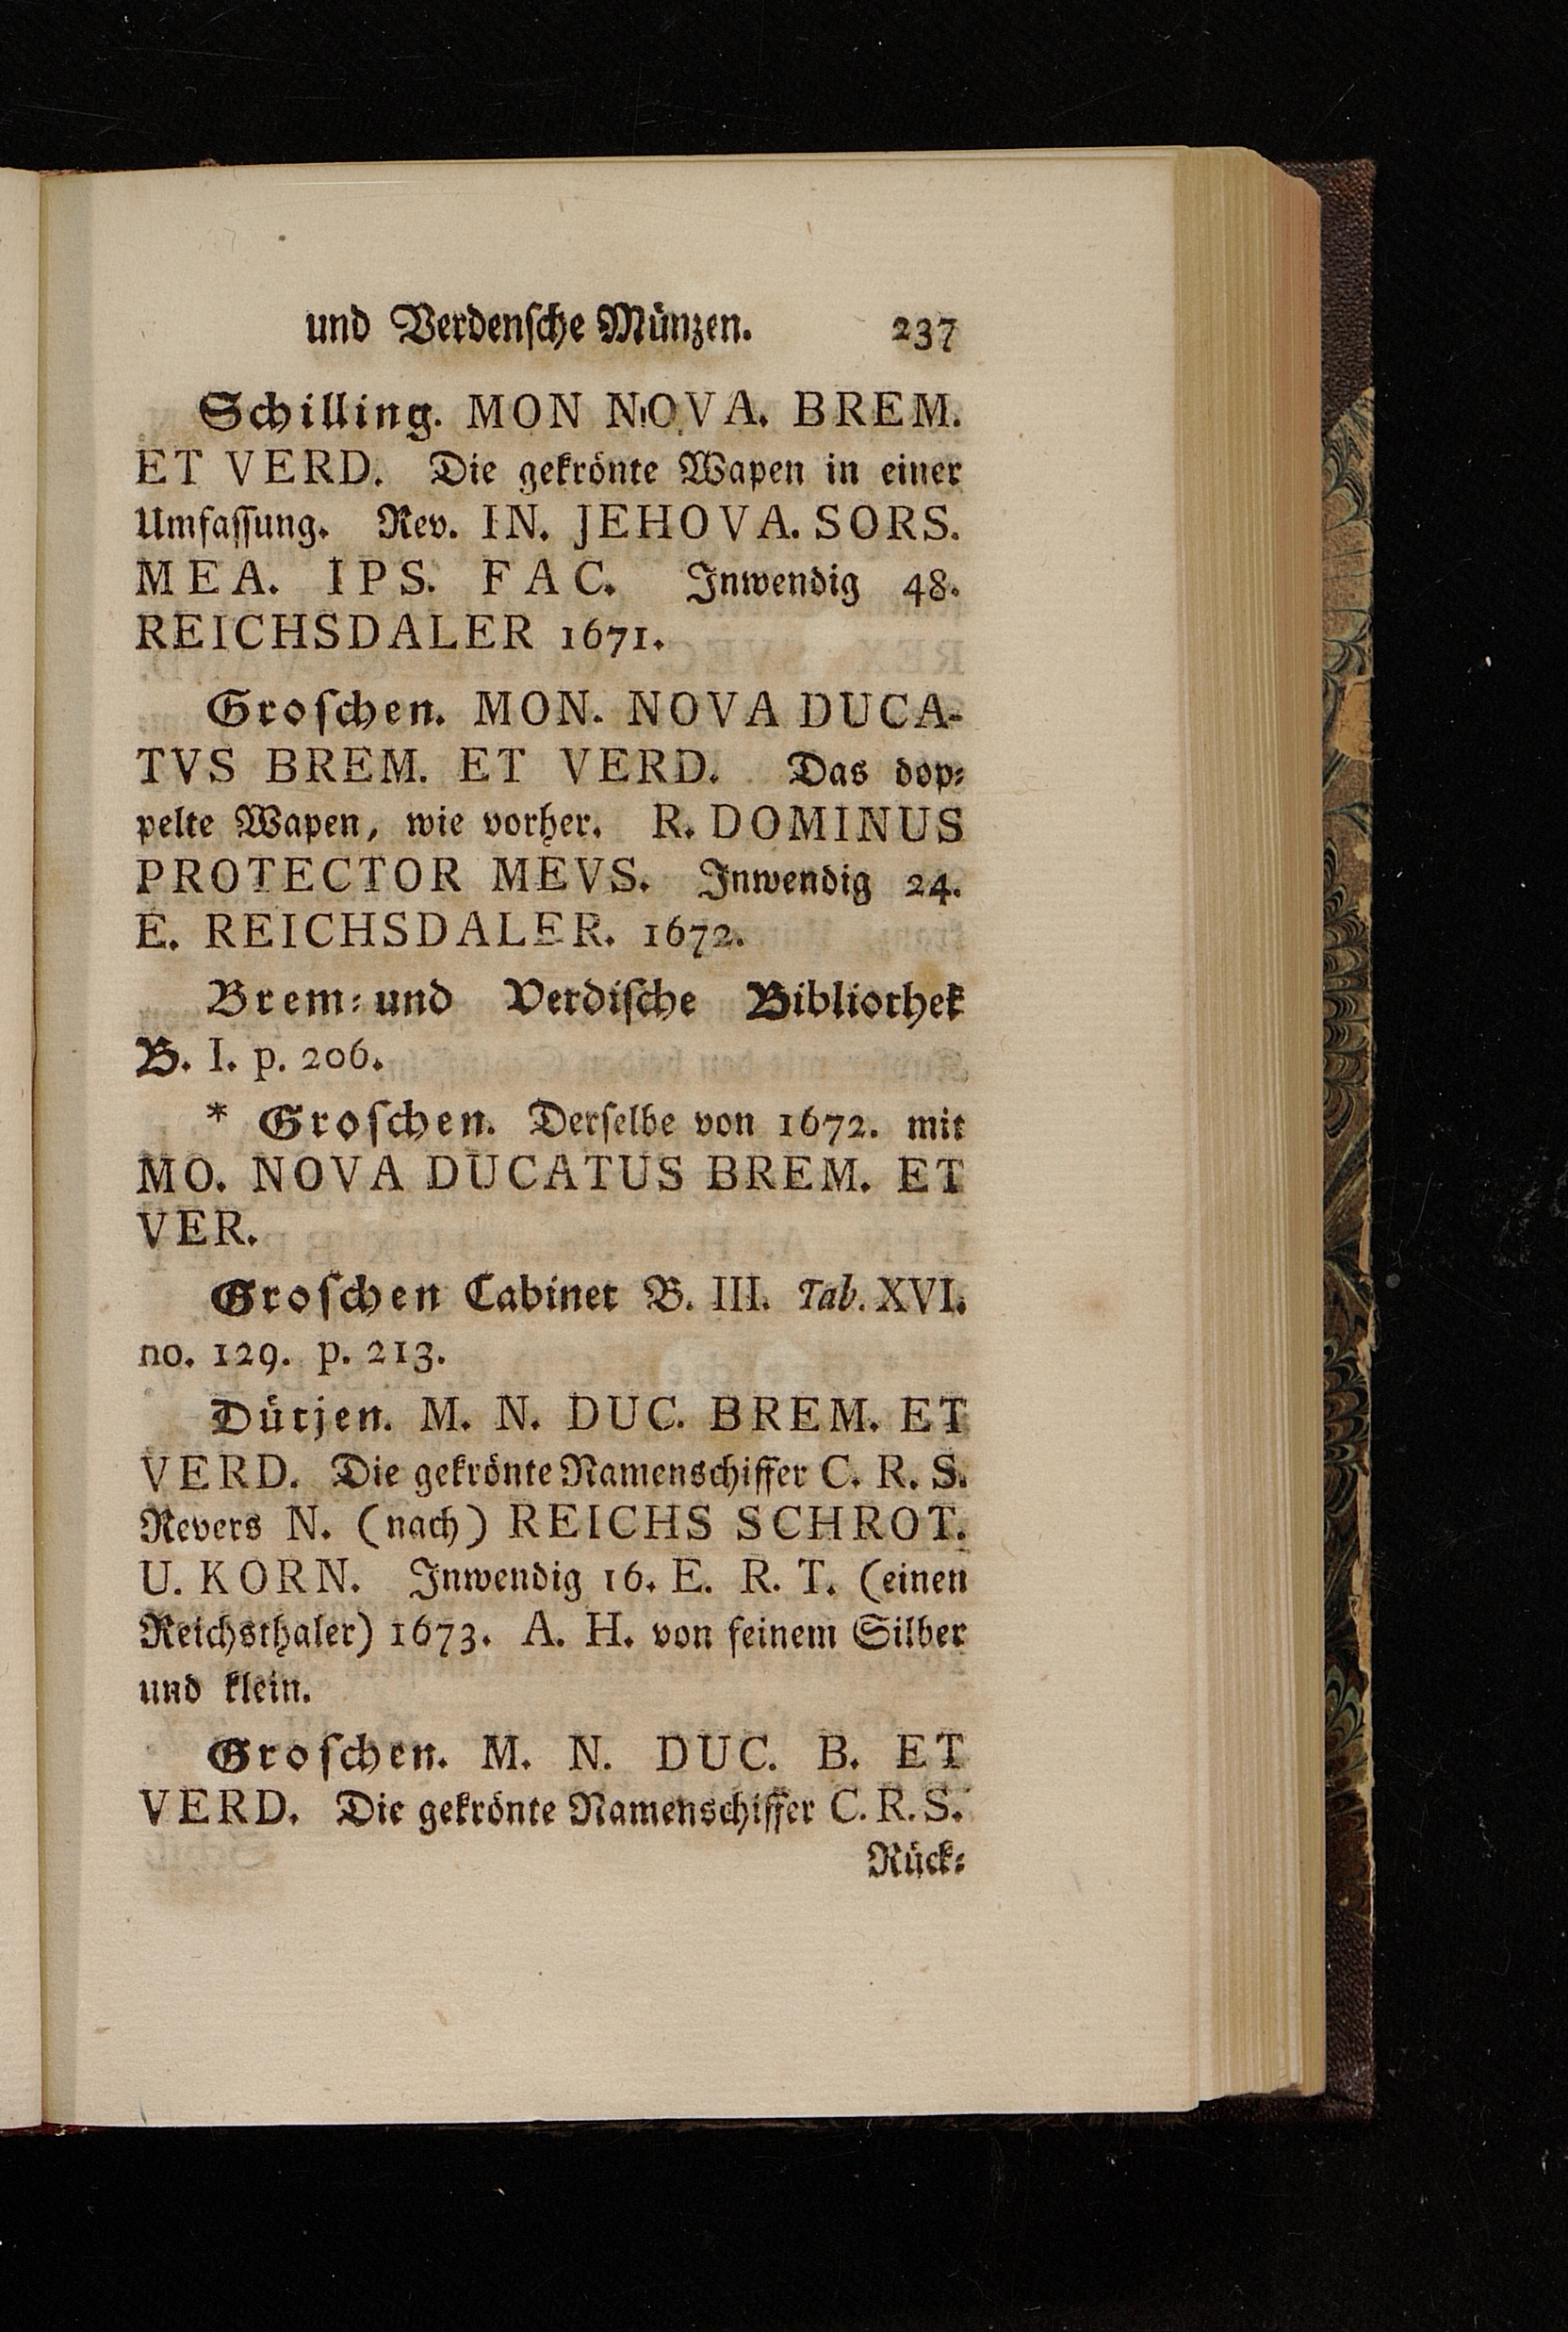 und Verdenſche Münzen. 237
Schilling. MON NOVA. BREM.
ET VERD. Die gekrönte Wapen in einer
Umfaſſung. Rev. IN. JEHOVA. SORS.
MEA. IPS. FAC. Inwendig 48.
REICHSDALER 1671.
Groſchen. MON. NOVA DUCA-
TVS BREM. ET VERD. Das dop-
pelte Wapen, wie vorher. R. DOMINUS
PROTECTOR MEVS. Inwendig 24.
E. REICHSDALER. 1672.
Brem- und Verdiſche Bibliothek
B. I. p. 206.
* Groſchen. Derſelbe von 1672. mit
MO. NOVA DUCATUS BREM. ET
VER.
Groſchen Cabinet B. III. Tab. XVI.
no. 129. p. 213.
Dütjen. M. N. DUC. BREM. ET
VERD. Die gekrönte Namenschiffer C. R. S.
Revers N. (nach) REICHS SCHROT.
U. KORN. Inwendig 16. E. R. T. (einen
Reichsthaler) 1673. A. H. von feinem Silber
und klein.
Groſchen. M. N. DUC. B. ET
VERD. Die gekrönte Namenschiffer C. R. S.
Rück-